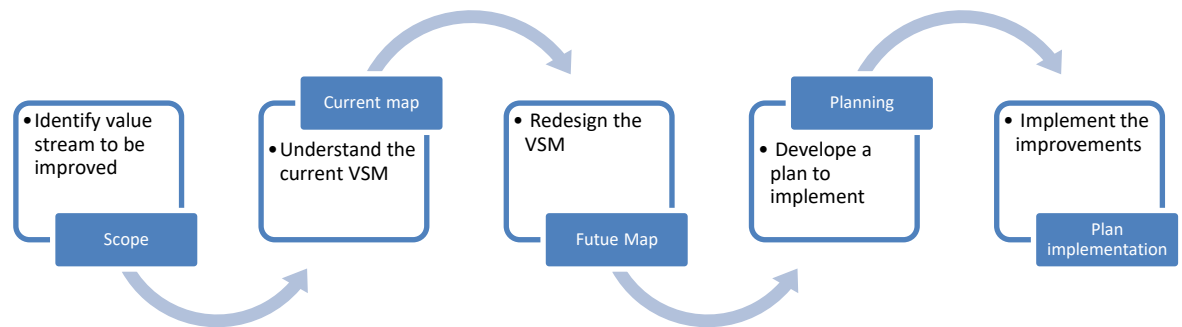 • Identify value
stream to be
improved
Scope
Current map
• Understand the
current VSM
• Redesign the
VSM
Futue Map
Planning
• Develope a
plan to
implement
• Implement the
improvements
Plan
implementation